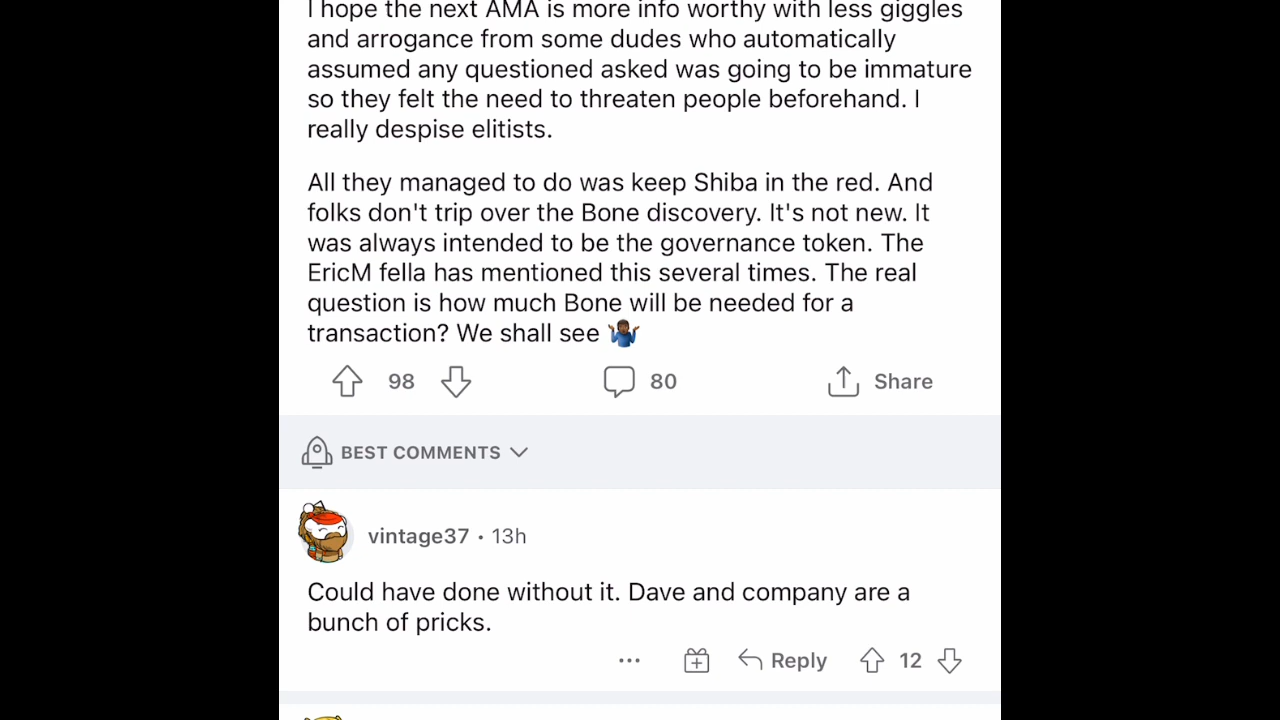 I hope the next AMA is more info worthy with less giggles
and arrogance from some dudes who automatically
assumed any questioned asked was going to be immature
so they felt the need to threaten people beforehand. I
really despise elitists.
All they managed to do was keep Shiba in the red. And
folks don't trip over the Bone discovery. It's not new. It
was always intended to be the governance token. The
EricM fella has mentioned this several times. The real
question is how much Bone will be needed for a
transaction? We shall see 🤷🏾‍♂️
98 80 Share
BEST COMMENTS
vintage37 • 13h
Could have done without it. Dave and company are a
bunch of pricks.
... Reply 12